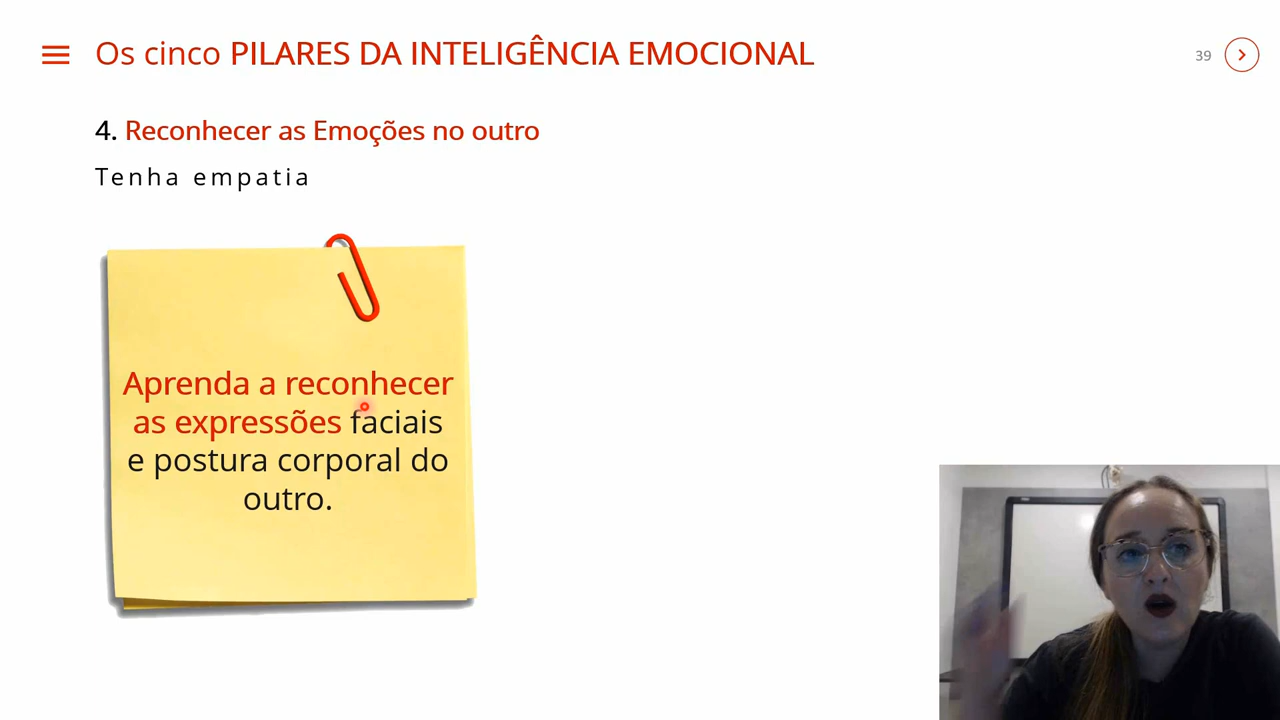 Os cinco PILARES DA INTELIGÊNCIA EMOCIONAL
39
4. Reconhecer as Emoções no outro
Tenha empatia
Aprenda a reconhecer
as expressões faciais
e postura corporal do
outro.